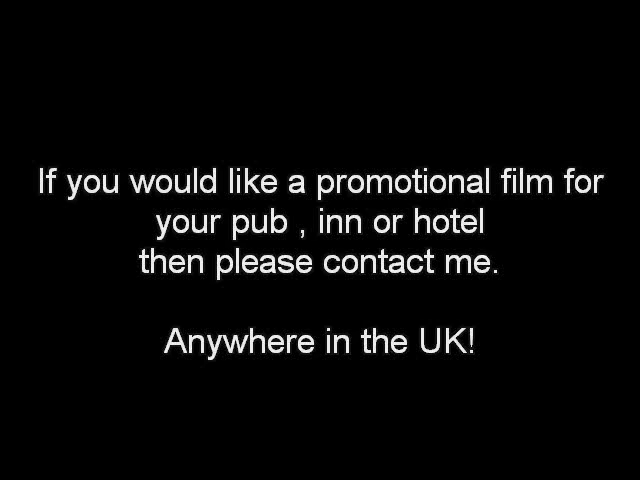 If you would like a promotional film for
your pub , inn or hotel
then please contact me.
Anywhere in the UK!